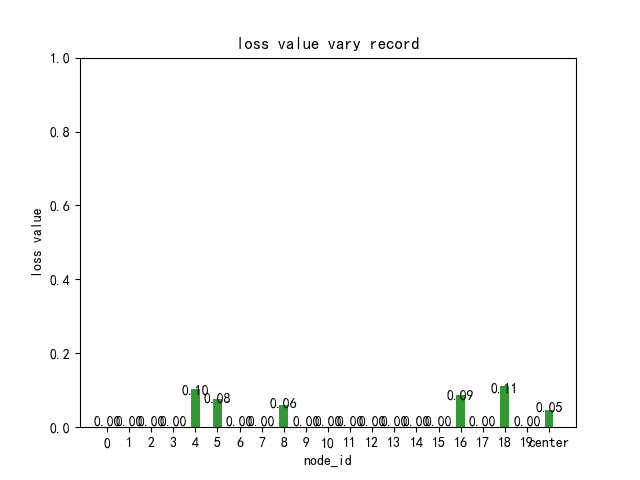 loss value vary record
1.0
0.8
0.6
0.4
0.2
0.0
loss value
0.00 0.00 0.00 0.00 0.10 0.08 0.00 0.00 0.06 0.00 0.00 0.00 0.00 0.00 0.00 0.00 0.09 0.00 0.11 0.00 0.05
0 1 2 3 4 5 6 7 8 9 10 11 12 13 14 15 16 17 18 19 center
node_id